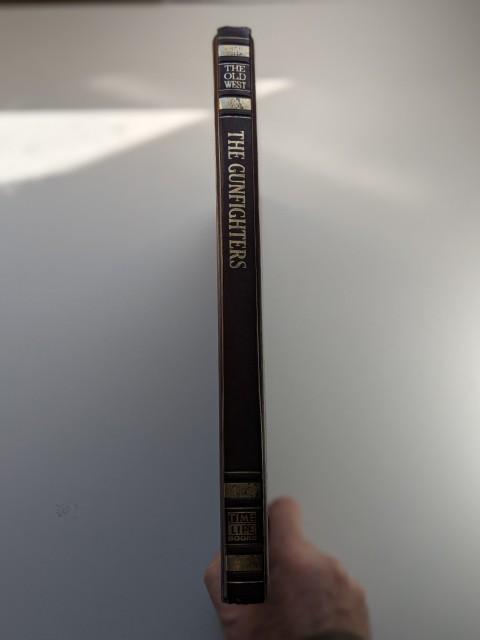 THE
OLD
WEST
THE GUNFIGHTERS
TIME
LIFE
BOOKS